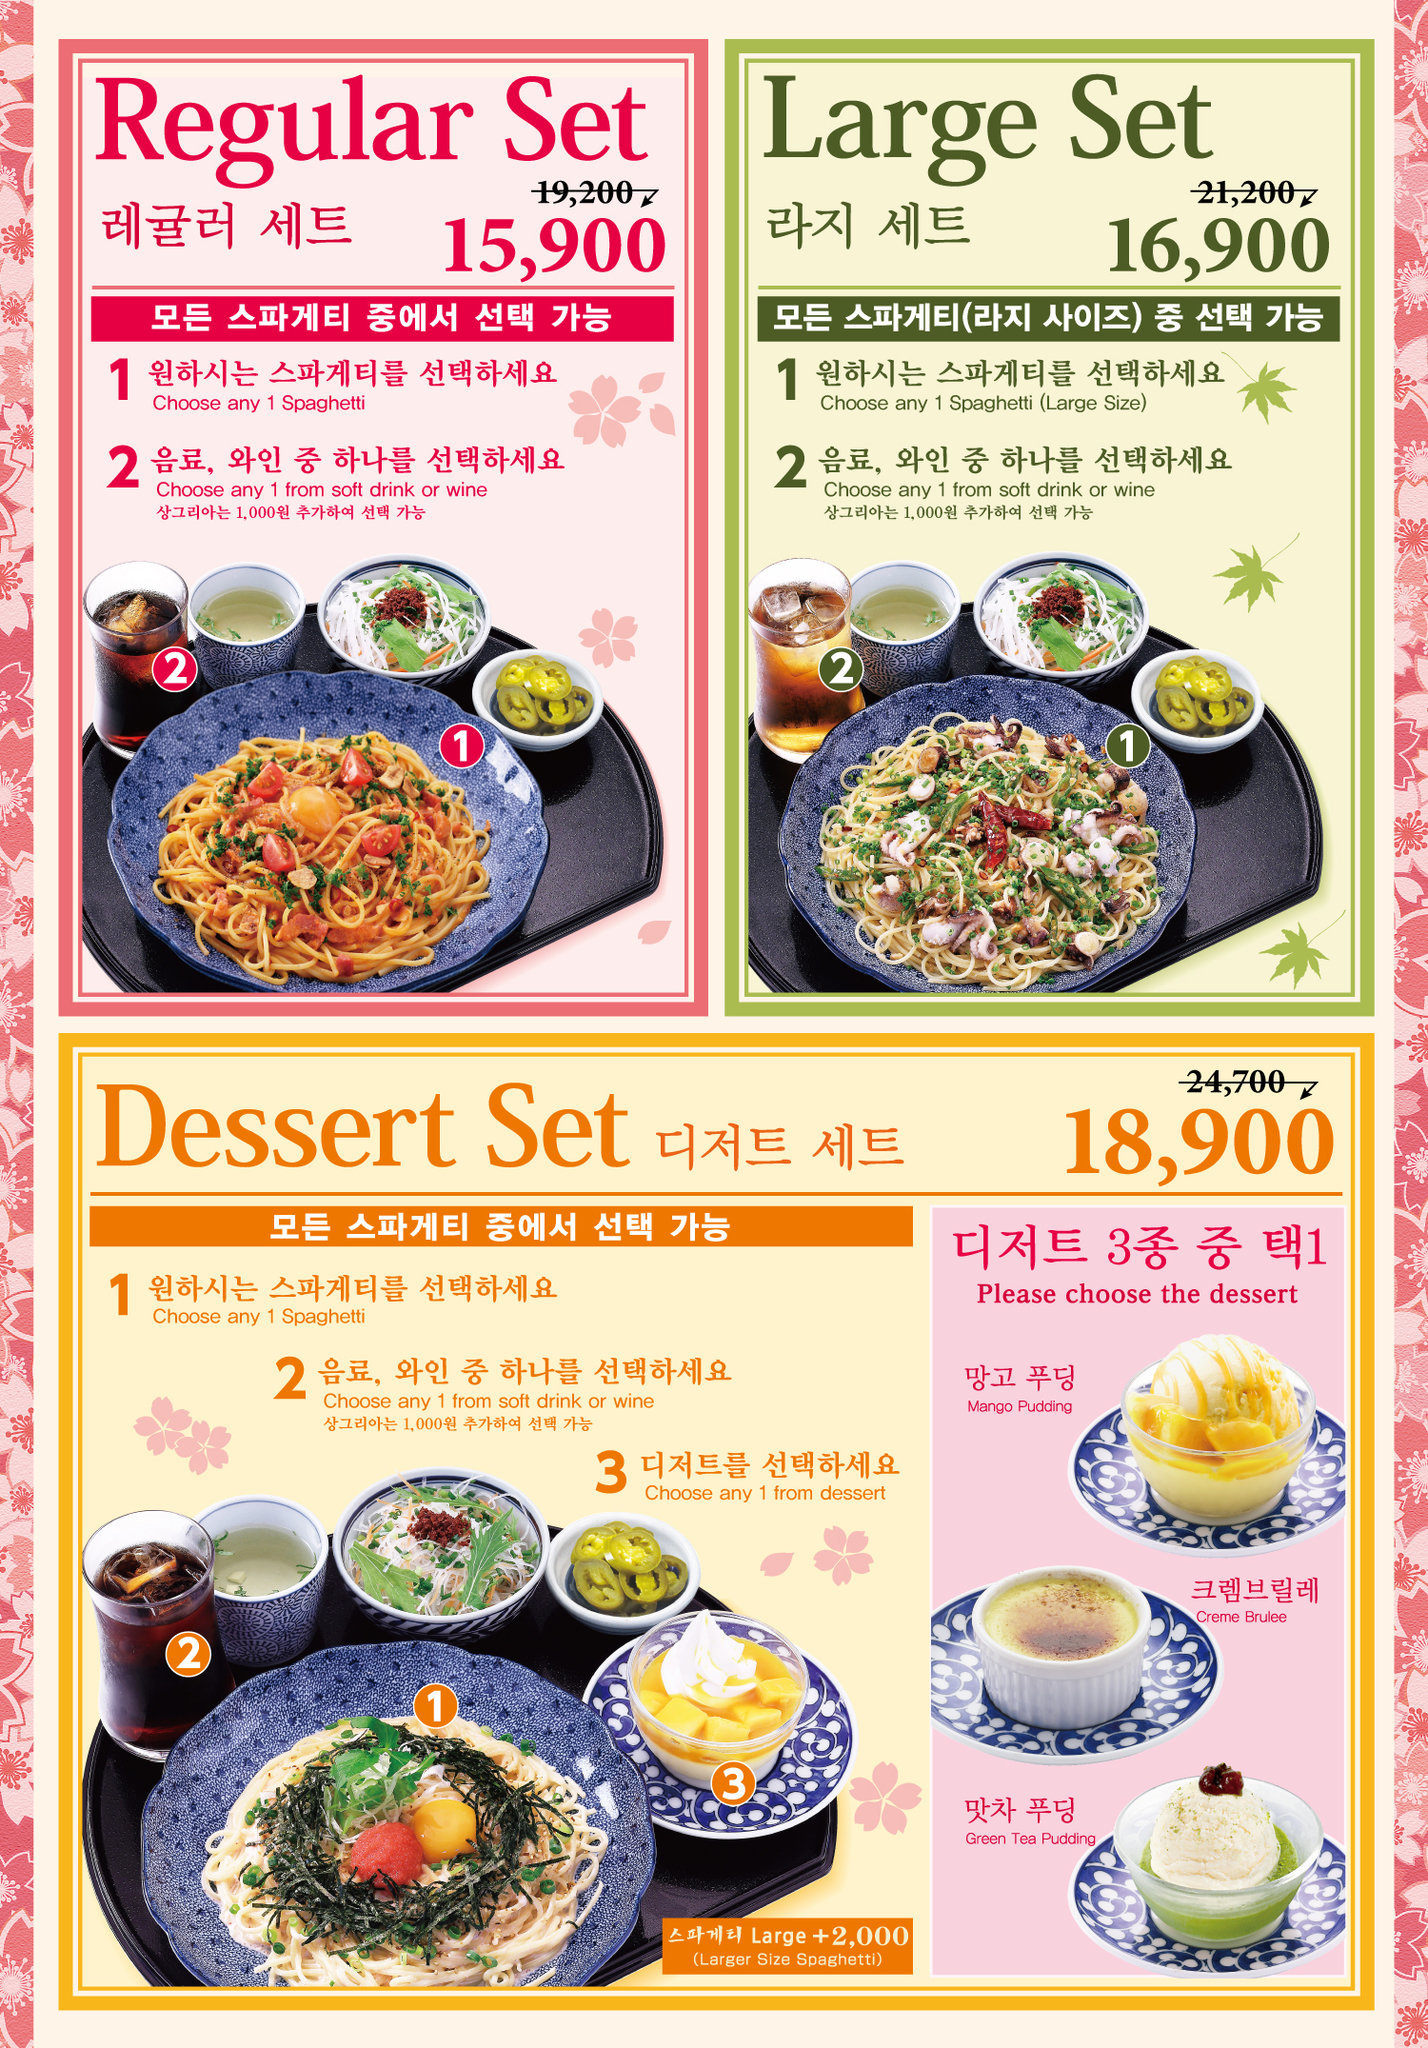 Regular Set
레귤러 세트
19,200
15,900
모든 스파게티 중에서 선택 가능
1 원하시는 스파게티를 선택하세요
Choose any 1 Spaghetti
2 음료, 와인 중 하나를 선택하세요
Choose any 1 from soft drink or wine
상그리아는 1,000원 추가하여 선택 가능
2
1
Large Set
라지 세트
21,200
16,900
모든 스파게티(라지 사이즈) 중 선택 가능
1 원하시는 스파게티를 선택하세요
Choose any 1 Spaghetti (Large Size)
2 음료, 와인 중 하나를 선택하세요
Choose any 1 from soft drink or wine
상그리아는 1,000원 추가하여 선택 가능
2
1
Dessert Set 디저트 세트
24,700
18,900
모든 스파게티 중에서 선택 가능
1 원하시는 스파게티를 선택하세요
Choose any 1 Spaghetti
2 음료, 와인 중 하나를 선택하세요
Choose any 1 from soft drink or wine
상그리아는 1,000원 추가하여 선택 가능
3 디저트를 선택하세요
Choose any 1 from dessert
2
1
3
스파게티 Large +2,000
(Larger Size Spaghetti)
디저트 3종 중 택1
Please choose the dessert
망고 푸딩
Mango Pudding
크렘브릴레
Creme Brulee
맛차 푸딩
Green Tea Pudding